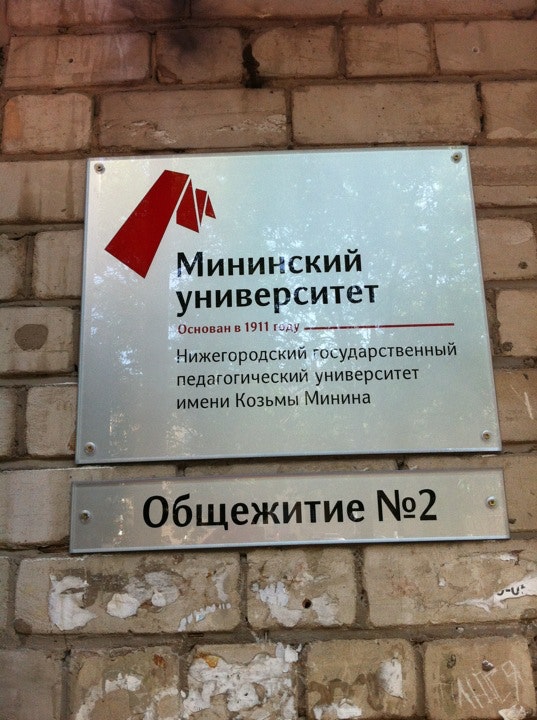 Мининский
университет
Основан в 1911 году
Нижегородский государственный
педагогический университет
имени Козьмы Минина
Общежитие №2